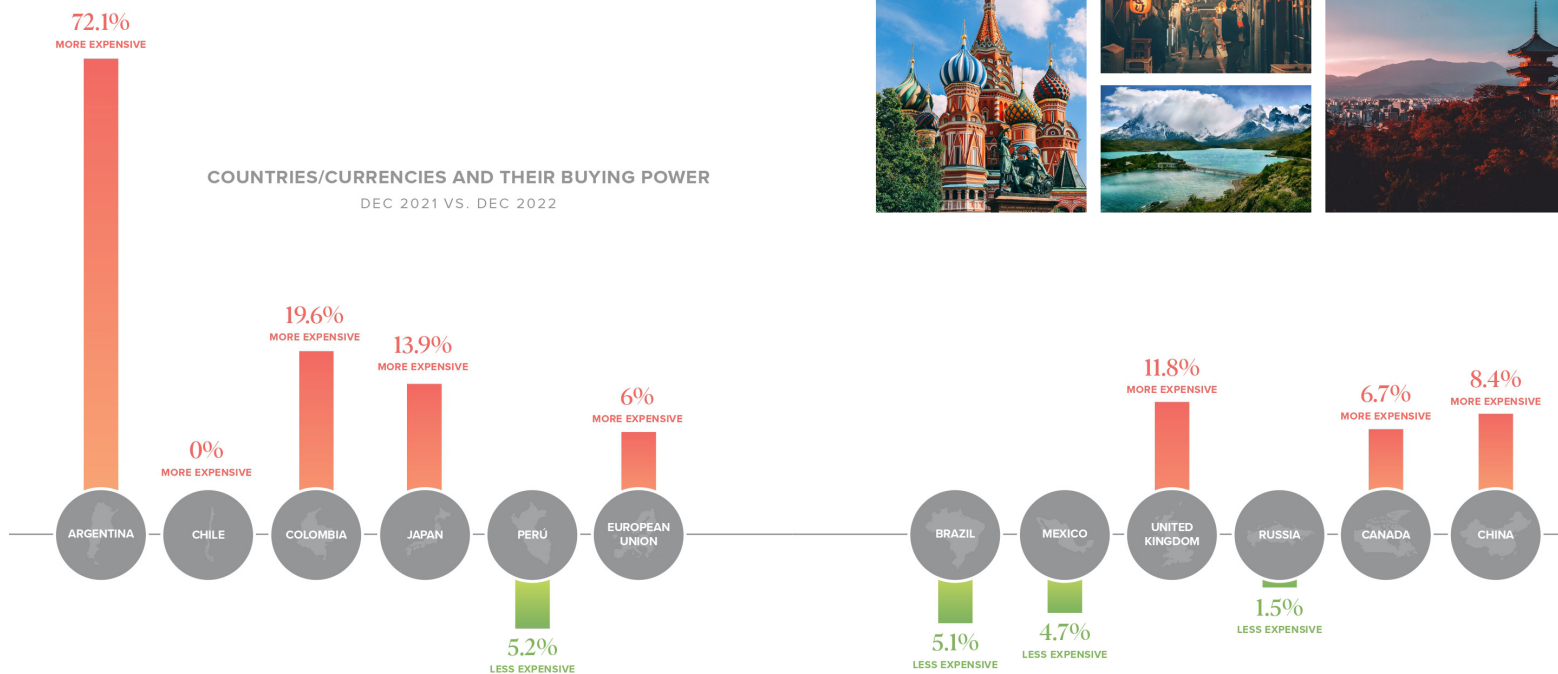 72.1%
MORE EXPENSIVE
COUNTRIES/CURRENCIES AND THEIR BUYING POWER
DEC 2021 VS. DEC 2022
0%
MORE EXPENSIVE
19.6%
MORE EXPENSIVE
13.9%
MORE EXPENSIVE
6%
MORE EXPENSIVE
11.8%
MORE EXPENSIVE
6.7%
MORE EXPENSIVE
8.4%
MORE EXPENSIVE
ARGENTINA
CHILE
COLOMBIA
JAPAN
PERÚ
EUROPEAN
UNION
BRAZIL
MEXICO
UNITED
KINGDOM
RUSSIA
CANADA
CHINA
5.2%
LESS EXPENSIVE
5.1%
LESS EXPENSIVE
4.7%
LESS EXPENSIVE
1.5%
LESS EXPENSIVE